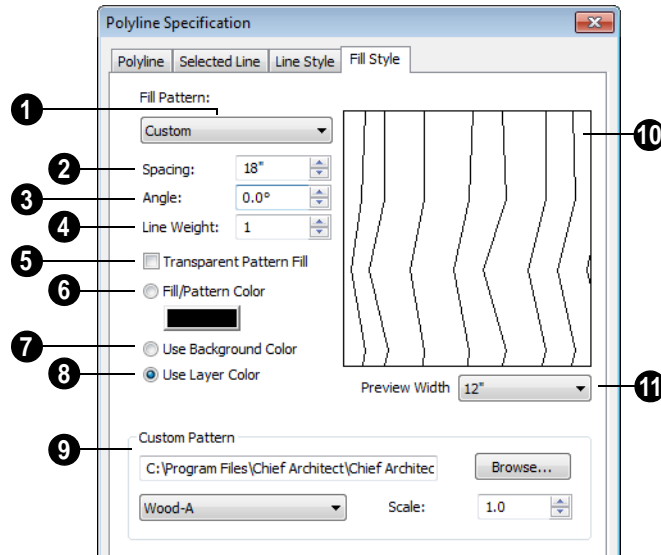 Polyline Specification
Polyline Selected Line Line Style Fill Style
Fill Pattern:
1
Custom
10
2 Spacing: 18"
3 Angle: 0.0°
4 Line Weight: 1
5 Transparent Pattern Fill
6 Fill/Pattern Color
7 Use Background Color
8 Use Layer Color
Preview Width 12" 11
9 Custom Pattern
C:\Program Files\Chief Architect\Chief Architec Browse...
Wood-A Scale: 1.0